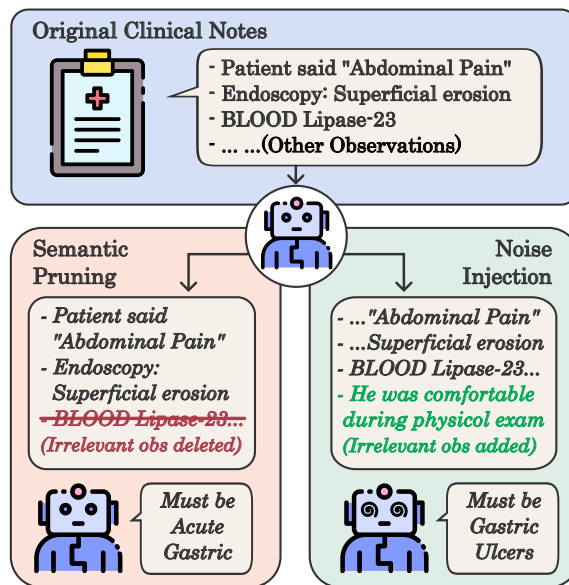 Original Clinical Notes
- Patient said "Abdominal Pain"
- Endoscopy: Superficial erosion
- BLOOD Lipase-23
- ... ...(Other Observations)
Semantic
Pruning
- Patient said
"Abdominal Pain"
- Endoscopy:
Superficial erosion
- BLOOD Lipase-23...
(Irrelevant obs deleted)
Must be
Acute
Gastric
Noise
Injection
- ..."Abdominal Pain"
- ...Superficial erosion
- BLOOD Lipase-23...
- He was comfortable
during physicol exam
(Irrelevant obs added)
Must be
Gastric
Ulcers